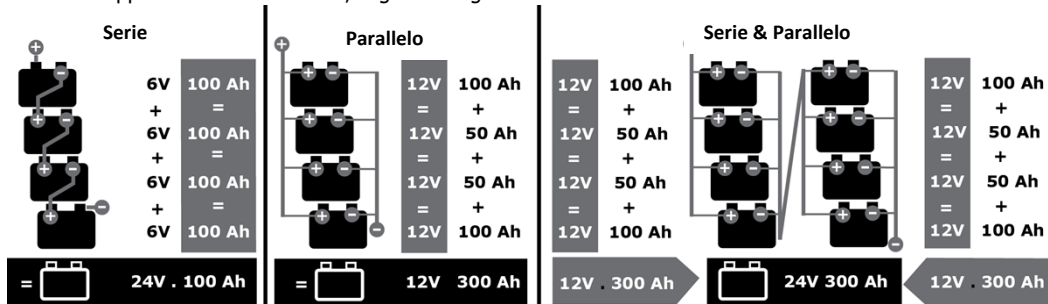 Serie
6V 100 Ah
+ =
6V 100 Ah
+ =
6V 100 Ah
+ =
6V 100 Ah
= 24V . 100 Ah
Parallelo
12V 100 Ah
= +
12V 50 Ah
= +
12V 50 Ah
= +
12V 100 Ah
= 12V 300 Ah
Serie & Parallelo
12V 100 Ah
= +
12V 50 Ah
= +
12V 50 Ah
= +
12V 100 Ah
12V . 300 Ah
12V 100 Ah
= +
12V 50 Ah
= +
12V 50 Ah
= +
12V 100 Ah
24V 300 Ah
12V . 300 Ah